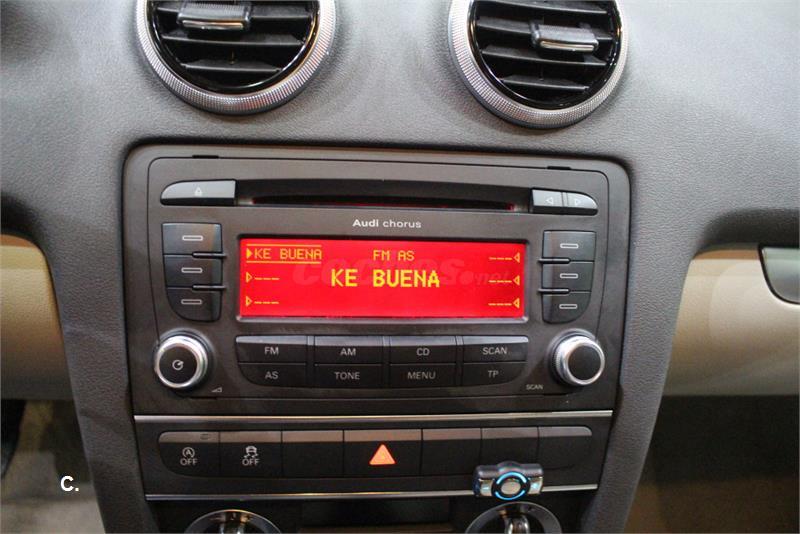 Audi chorus
KE BUENA FM AS
KE BUENA
FM AM CD SCAN
AS TONE MENU TP
SCAN
OFF OFF
C.